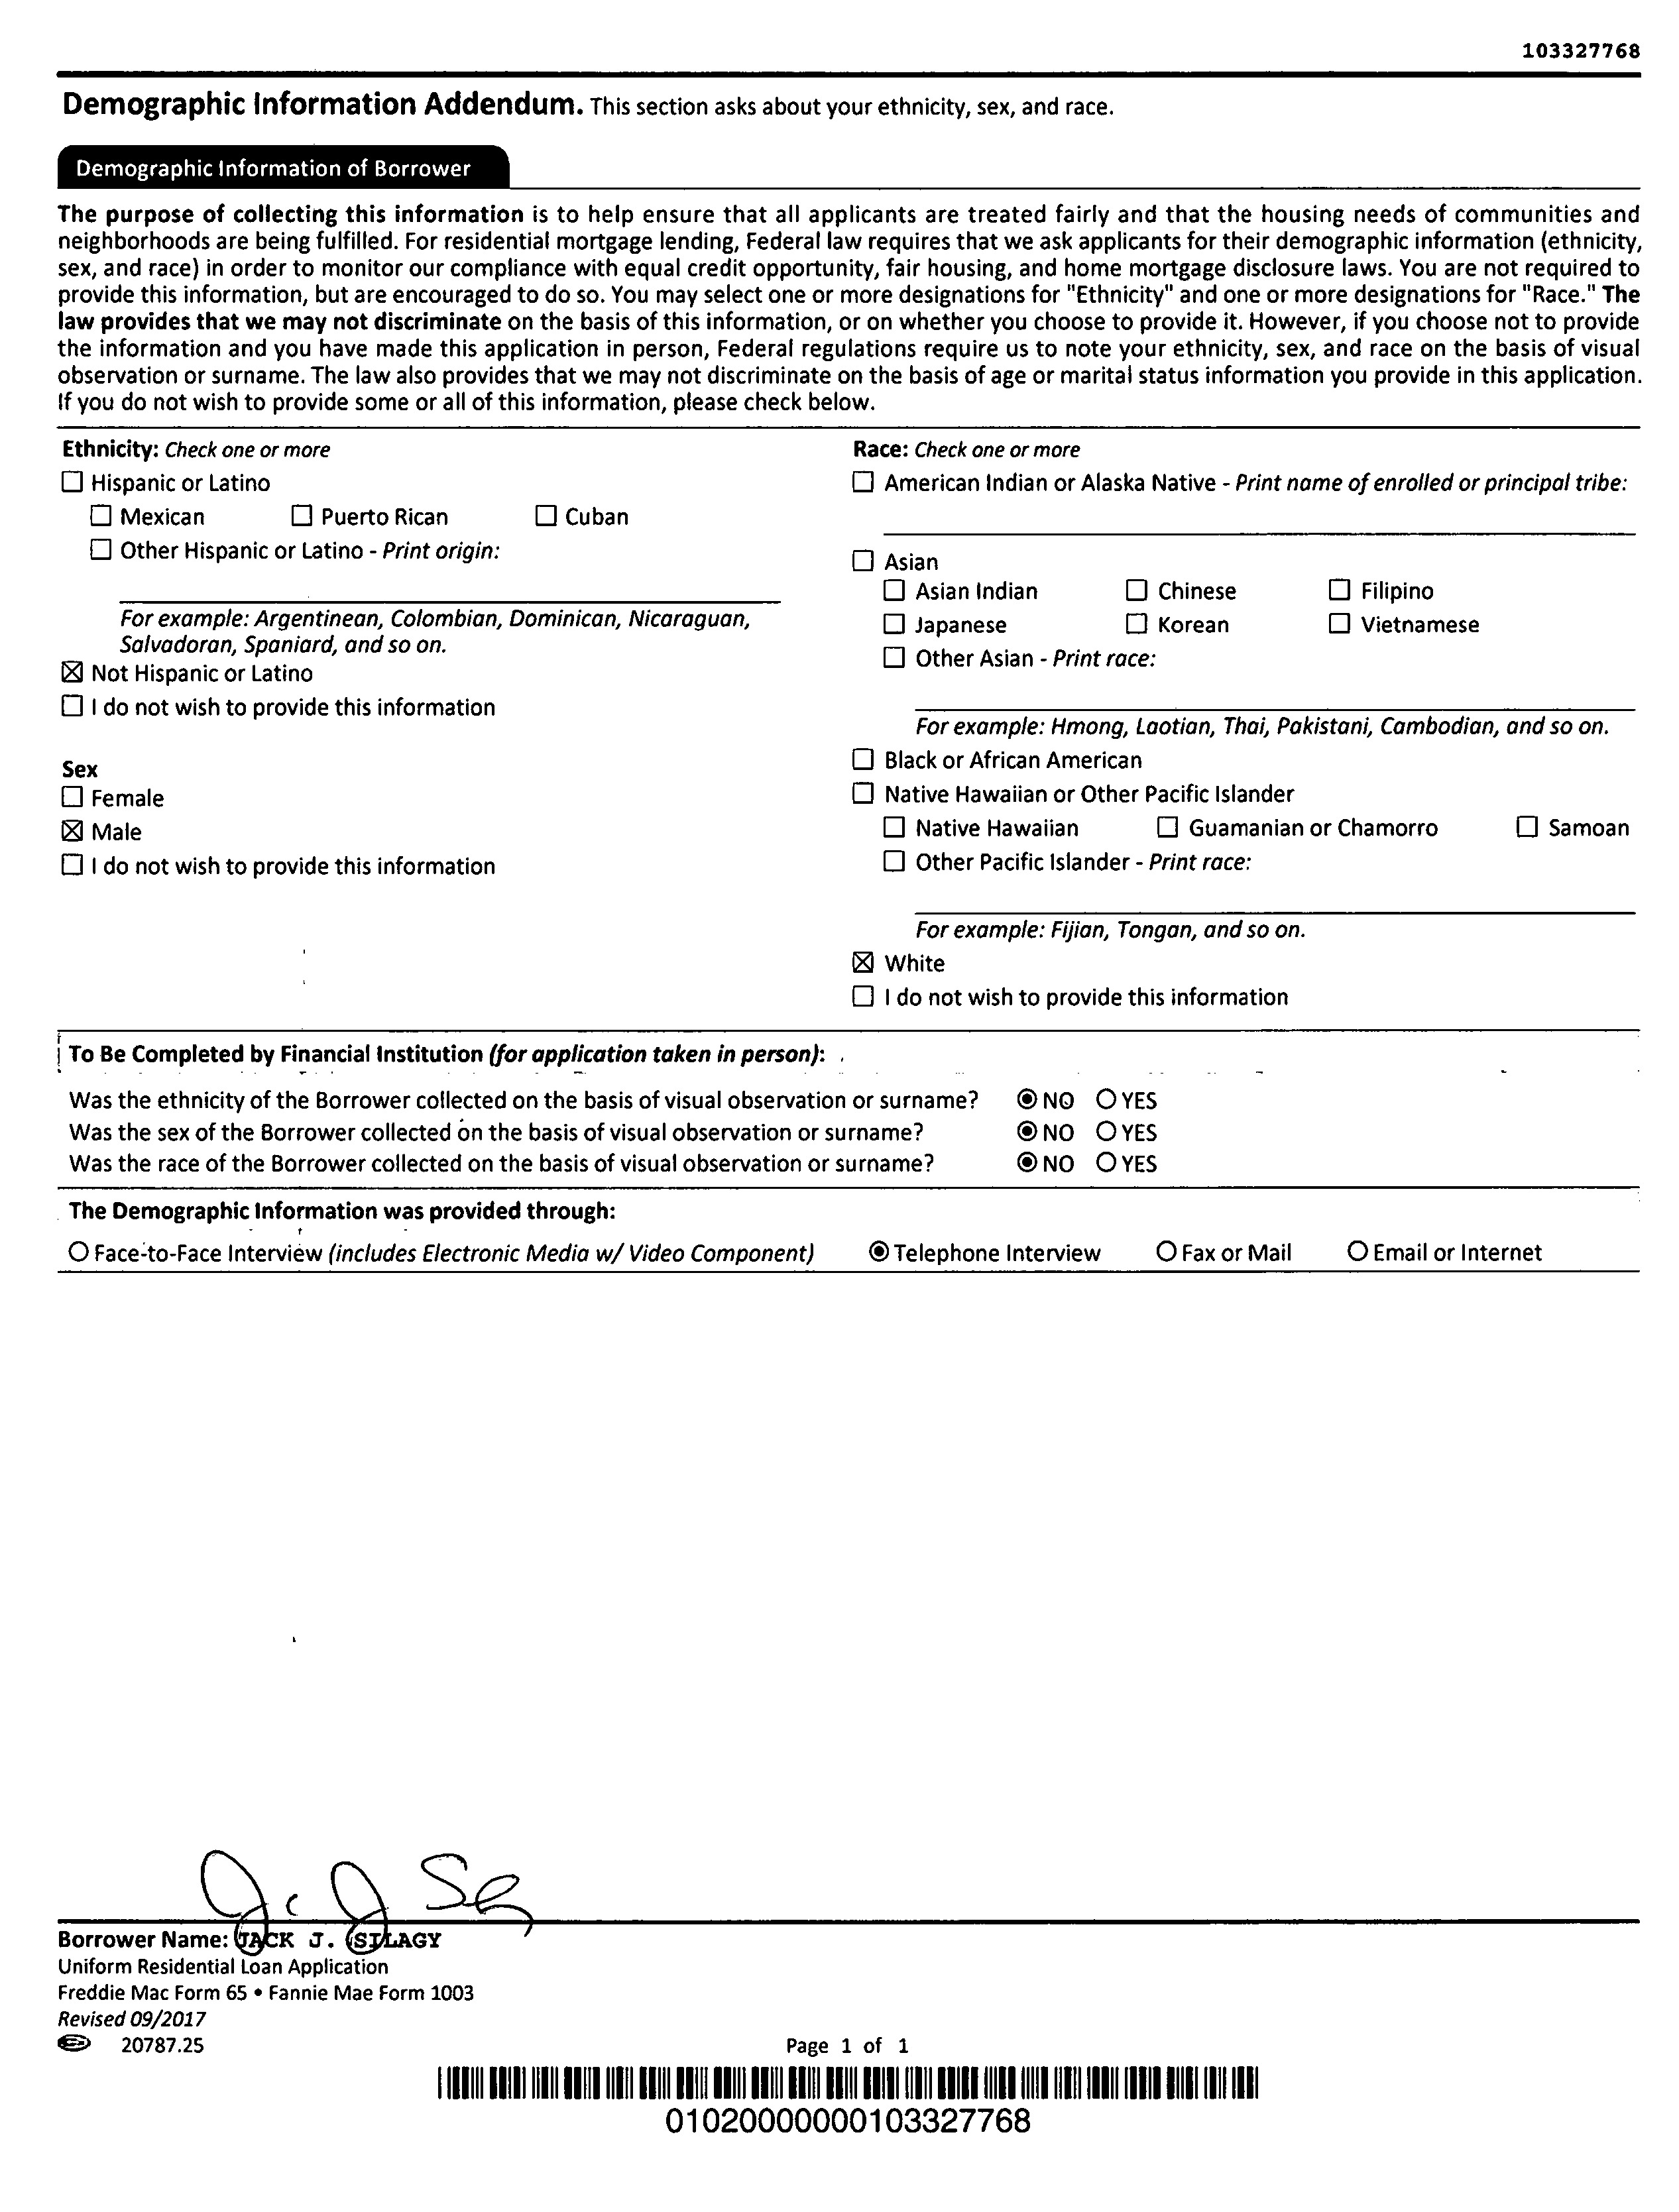 103327768
Demographic Information Addendum. This section asks about your ethnicity, sex, and race.
Demographic Information of Borrower
The purpose of collecting this information is to help ensure that all applicants are treated fairly and that the housing needs of communities and
neighborhoods are being fulfilled. For residential mortgage lending, Federal law requires that we ask applicants for their demographic information (ethnicity,
sex, and race) in order to monitor our compliance with equal credit opportunity, fair housing, and home mortgage disclosure laws. You are not required to
provide this information, but are encouraged to do so. You may select one or more designations for "Ethnicity" and one or more designations for "Race." The
law provides that we may not discriminate on the basis of this information, or on whether you choose to provide it. However, if you choose not to provide
the information and you have made this application in person, Federal regulations require us to note your ethnicity, sex, and race on the basis of visual
observation or surname. The law also provides that we may not discriminate on the basis of age or marital status information you provide in this application.
If you do not wish to provide some or all of this information, please check below.
Ethnicity: Check one or more
☐ Hispanic or Latino
☐ Mexican ☐ Puerto Rican ☐ Cuban
☐ Other Hispanic or Latino - Print origin:
For example: Argentinean, Colombian, Dominican, Nicaraguan,
Salvadoran, Spaniard, and so on.
☒ Not Hispanic or Latino
☐ I do not wish to provide this information
Sex
☐ Female
☒ Male
☐ I do not wish to provide this information
Race: Check one or more
☐ American Indian or Alaska Native - Print name of enrolled or principal tribe:
☐ Asian
☐ Asian Indian ☐ Chinese ☐ Filipino
☐ Japanese ☐ Korean ☐ Vietnamese
☐ Other Asian - Print race:
For example: Hmong, Laotian, Thai, Pakistani, Cambodian, and so on.
☐ Black or African American
☐ Native Hawaiian or Other Pacific Islander
☐ Native Hawaiian ☐ Guamanian or Chamorro ☐ Samoan
☐ Other Pacific Islander - Print race:
For example: Fijian, Tongan, and so on.
☒ White
☐ I do not wish to provide this information
To Be Completed by Financial Institution (for application taken in person):
Was the ethnicity of the Borrower collected on the basis of visual observation or surname? ◉ NO ○ YES
Was the sex of the Borrower collected on the basis of visual observation or surname? ◉ NO ○ YES
Was the race of the Borrower collected on the basis of visual observation or surname? ◉ NO ○ YES
The Demographic Information was provided through:
○ Face-to-Face Interview (includes Electronic Media w/ Video Component) ◉ Telephone Interview ○ Fax or Mail ○ Email or Internet
Borrower Name: JACK J. SILAGY
Uniform Residential Loan Application
Freddie Mac Form 65 • Fannie Mae Form 1003
Revised 09/2017
20787.25
Page 1 of 1
01020000000103327768